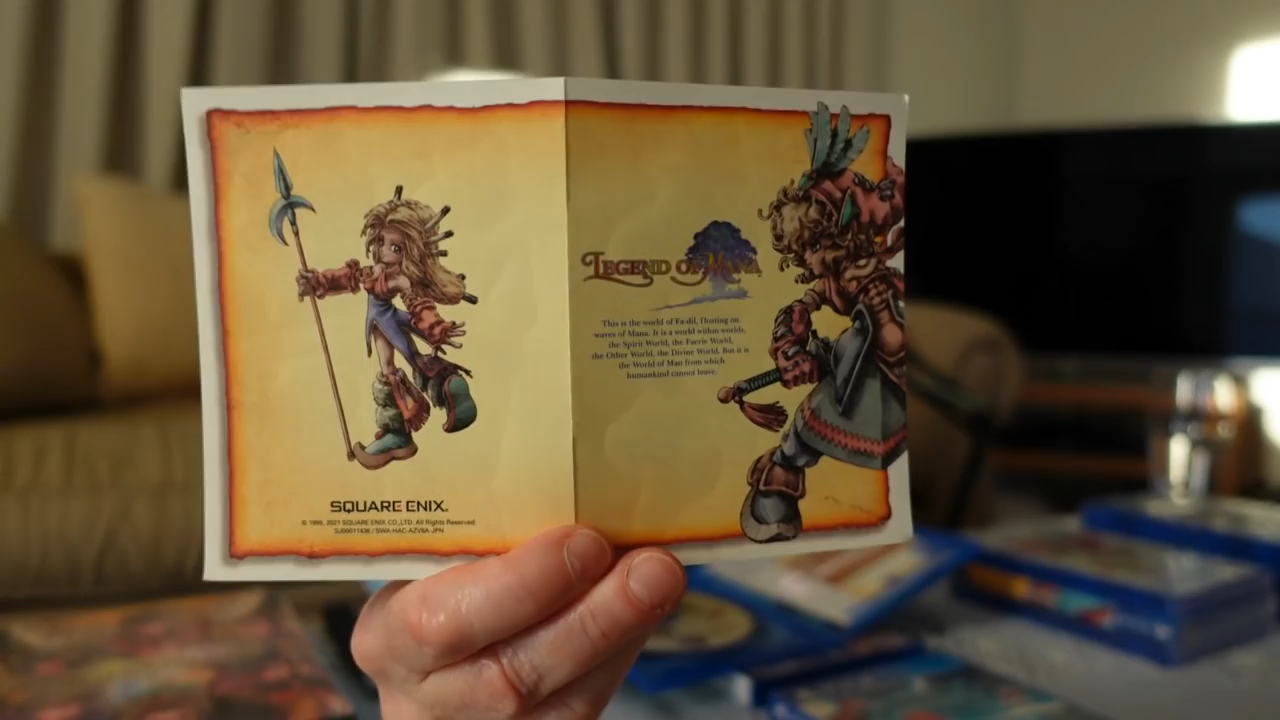 LEGEND OF MANA
This is the world of Fa'dil, floating on
waves of Mana. It is a world within worlds,
the Spirit World, the Faerie World,
the Other World, the Divine World. But it is
the World of Man from which
humankind cannot leave.
SQUARE ENIX.
© 1999, 2021 SQUARE ENIX CO., LTD. All Rights Reserved.